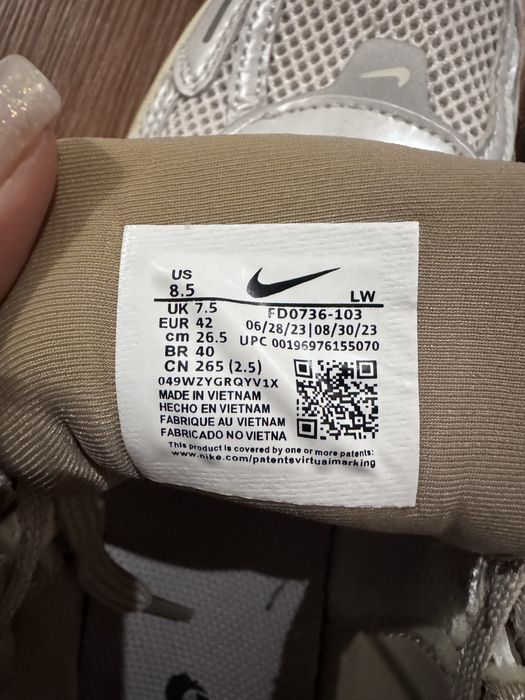 US
8.5
LW
UK 7.5
FD0736-103
EUR 42
06/28/23|08/30/23
cm 26.5
UPC 00196976155070
BR 40
CN 265 (2.5)
049WZYGRQYV1X
MADE IN VIETNAM
HECHO EN VIETNAM
FABRIQUE AU VIETNAM
FABRICADO NO VIETNA
This product is covered by one or more patents:
www.nike.com/patentsvirtualmarking